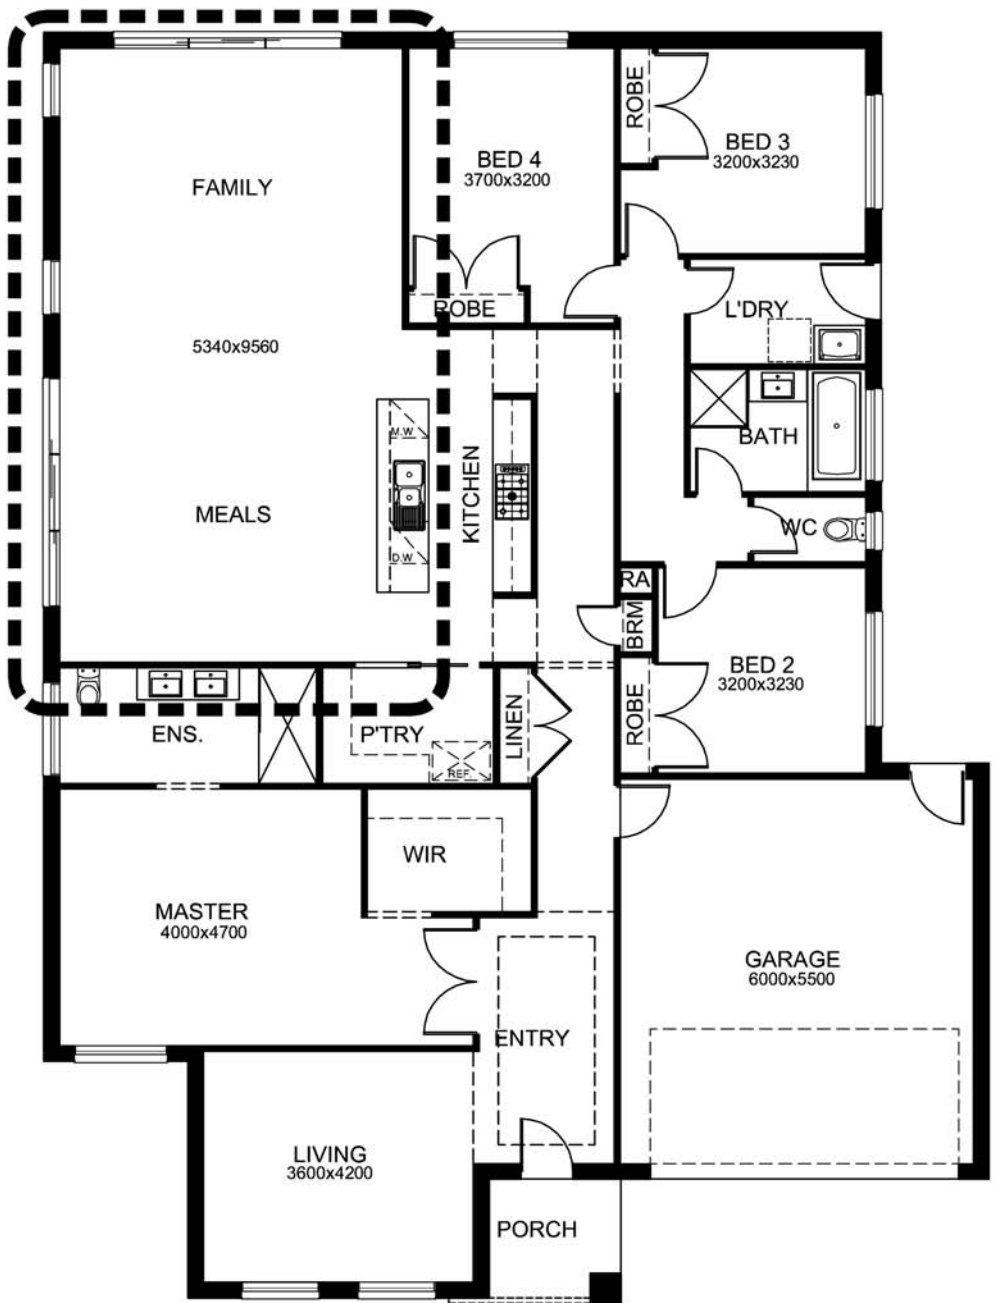 ROBE
BED 3
3200x3230
BED 4
3700x3200
FAMILY
ROBE
L'DRY
5340x9560
M.W
BATH
KITCHEN
MEALS
WC
D.W
RA
BRM
BED 2
3200x3230
ROBE
LINEN
ENS.
P'TRY
REF.
WIR
MASTER
4000x4700
GARAGE
6000x5500
ENTRY
LIVING
3600x4200
PORCH